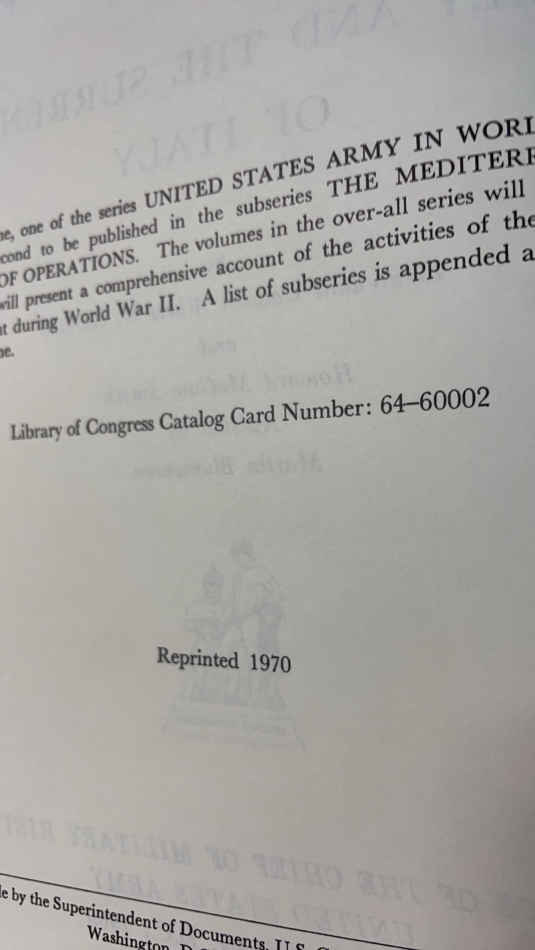 one of the series UNITED STATES ARMY IN
to be published in the subseries THE
OF OPERATIONS. The volumes in the over-all series will
will present a comprehensive account of the activities of the
during World War II. A list of subseries is appended
Library of Congress Catalog Card Number: 64–60002
Reprinted 1970
by the Superintendent of Documents, U.S.
Washington